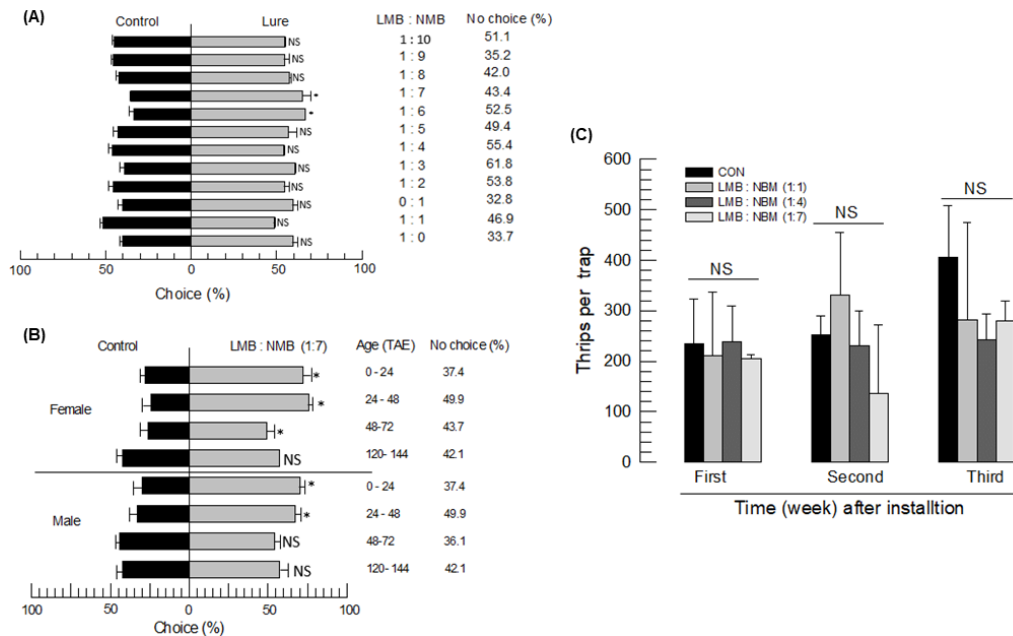 (A)
Control Lure LMB : NMB No choice (%)
NS 1 : 10 51.1
NS 1 : 9 35.2
NS 1 : 8 42.0
* 1 : 7 43.4
* 1 : 6 52.5
NS 1 : 5 49.4
NS 1 : 4 55.4
NS 1 : 3 61.8
NS 1 : 2 53.8
NS 0 : 1 32.8
NS 1 : 1 46.9
NS 1 : 0 33.7
100 50 0 50 100
Choice (%)
(B)
Control LMB : NMB (1:7) Age (TAE) No choice (%)
Female
* 0 - 24 37.4
* 24 - 48 49.9
* 48-72 43.7
NS 120- 144 42.1
Male
* 0 - 24 37.4
* 24 - 48 49.9
NS 48-72 36.1
NS 120- 144 42.1
100 50 0 50 100
Choice (%)
(C)
Thrips per trap
600
500
400
300
200
100
0
CON
LMB : NBM (1:1)
LMB : NBM (1:4)
LMB : NBM (1:7)
NS NS NS
First Second Third
Time (week) after installtion